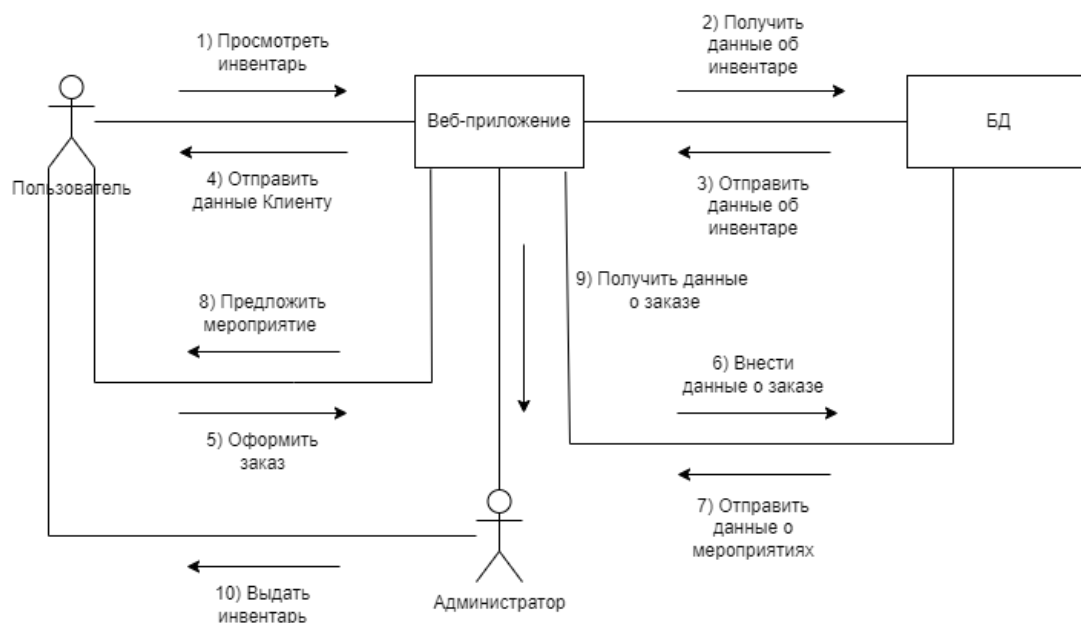 1) Просмотреть
инвентарь
2) Получить
данные об
инвентаре
Веб-приложение
БД
Пользователь
4) Отправить
данные Клиенту
3) Отправить
данные об
инвентаре
9) Получить данные
о заказе
8) Предложить
мероприятие
6) Внести
данные о заказе
5) Оформить
заказ
7) Отправить
данные о
мероприятиях
10) Выдать
инвентарь
Администратор